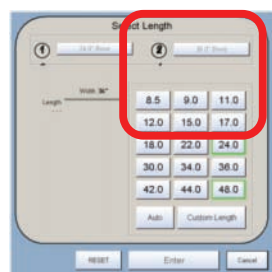 Select Length
1 2
Width 36"
Length
8.5 9.0 11.0
12.0 15.0 17.0
18.0 22.0 24.0
30.0 34.0 36.0
42.0 44.0 48.0
Auto Custom Length
RESET Enter Cancel